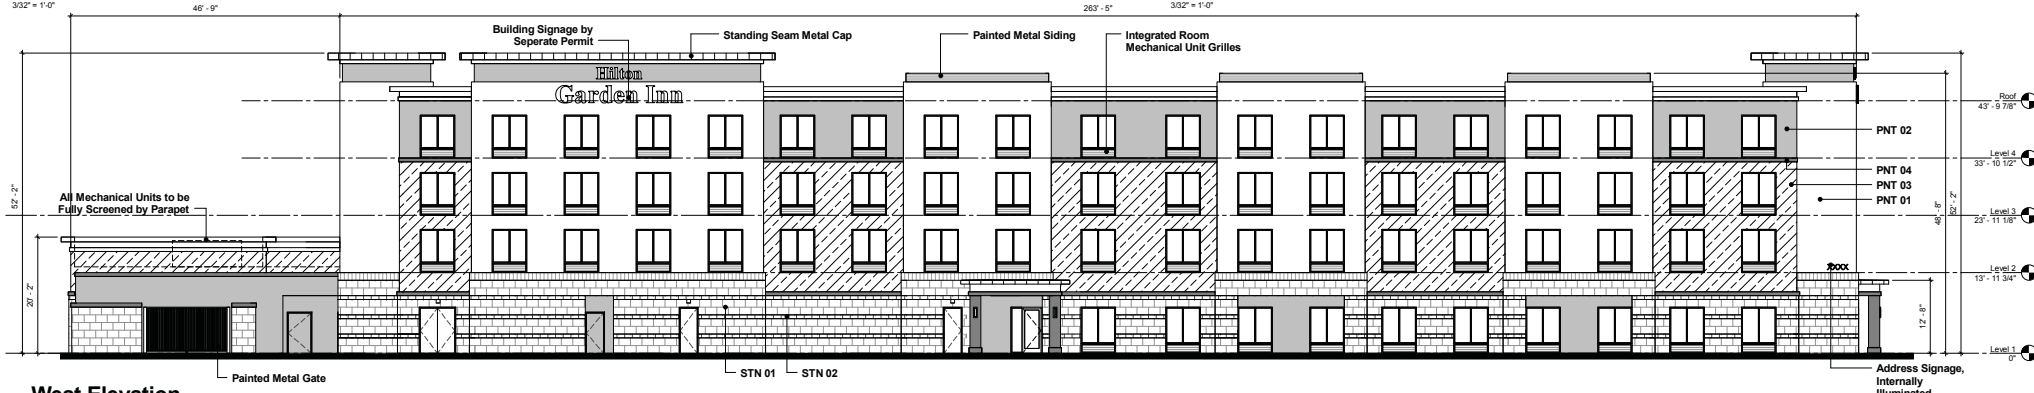 3/32" = 1'-0"
46' - 9"
263' - 5"
3/32" = 1'-0"
Building Signage by
Seperate Permit
Standing Seam Metal Cap
Painted Metal Siding
Integrated Room
Mechanical Unit Grilles
Hilton
Garden Inn
Roof
43' - 9 7/8"
PNT 02
Level 4
33' - 10 1/2"
PNT 04
PNT 03
PNT 01
52' - 2"
All Mechanical Units to be
Fully Screened by Parapet
48' - 8"
52' - 2"
Level 3
23' - 11 1/8"
XXXX
Level 2
13' - 11 3/4"
20' - 2"
12' - 8"
Level 1
0"
Painted Metal Gate
STN 01
STN 02
Address Signage,
Internally
Illuminated
West Elevation